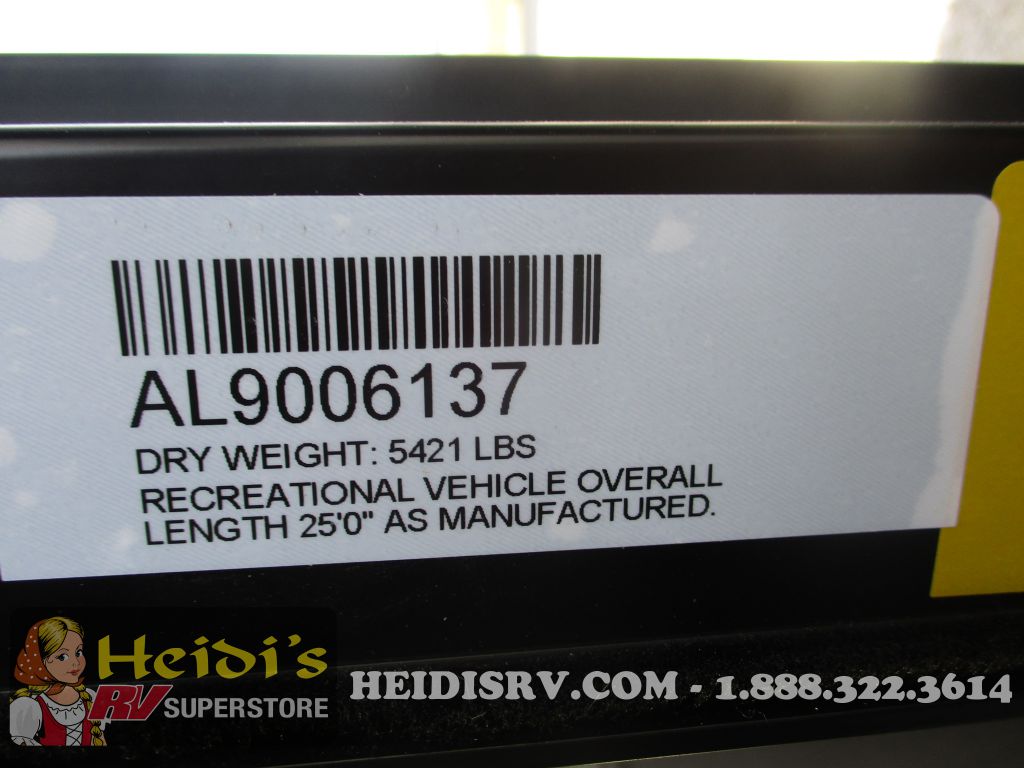 AL9006137
DRY WEIGHT: 5421 LBS
RECREATIONAL VEHICLE OVERALL
LENGTH 25'0" AS MANUFACTURED.
Heidi's
RV SUPERSTORE
HEIDISRV.COM - 1.888.322.3614